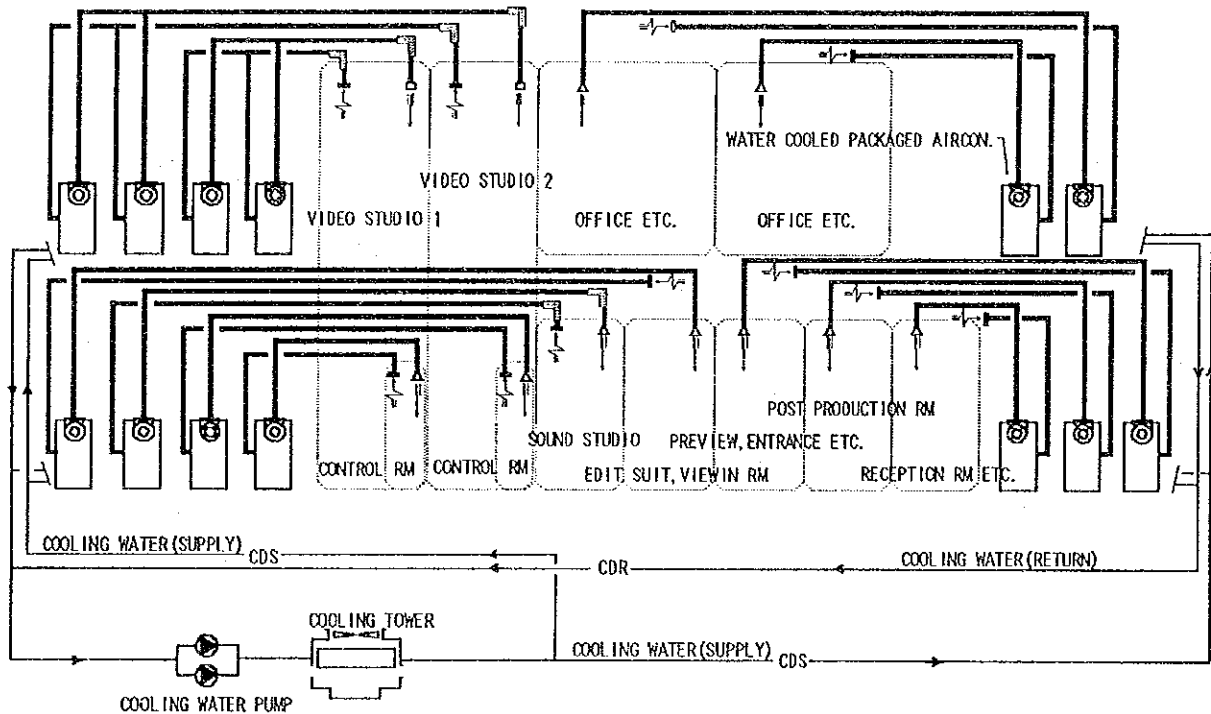 WATER COOLED PACKAGED AIRCON.
VIDEO STUDIO 2
VIDEO STUDIO 1
OFFICE ETC.
OFFICE ETC.
POST PRODUCTION RM
SOUND STUDIO
PREVIEW, ENTRANCE ETC.
CONTROL RM
CONTROL RM
EDIT, SUIT, VIEWIN RM
RECEPTION RM ETC.
COOLING WATER(SUPPLY)
CDS
CDR
COOLING WATER(RETURN)
COOLING TOWER
COOLING WATER(SUPPLY)
CDS
COOLING WATER PUMP